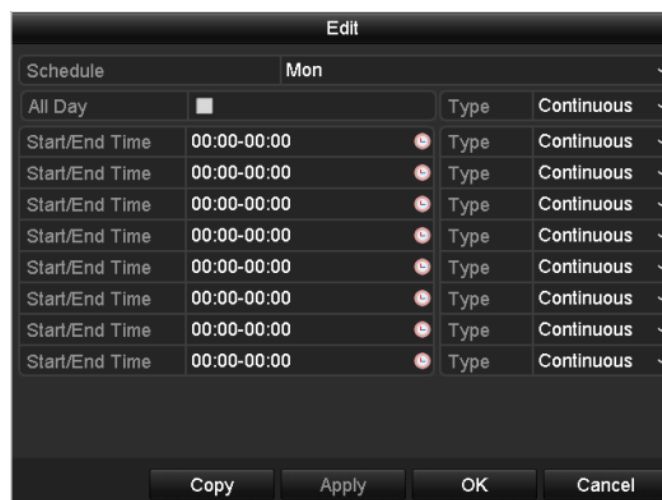 Edit
Schedule Mon
All Day Type Continuous
Start/End Time 00:00-00:00 Type Continuous
Start/End Time 00:00-00:00 Type Continuous
Start/End Time 00:00-00:00 Type Continuous
Start/End Time 00:00-00:00 Type Continuous
Start/End Time 00:00-00:00 Type Continuous
Start/End Time 00:00-00:00 Type Continuous
Start/End Time 00:00-00:00 Type Continuous
Start/End Time 00:00-00:00 Type Continuous
Copy Apply OK Cancel